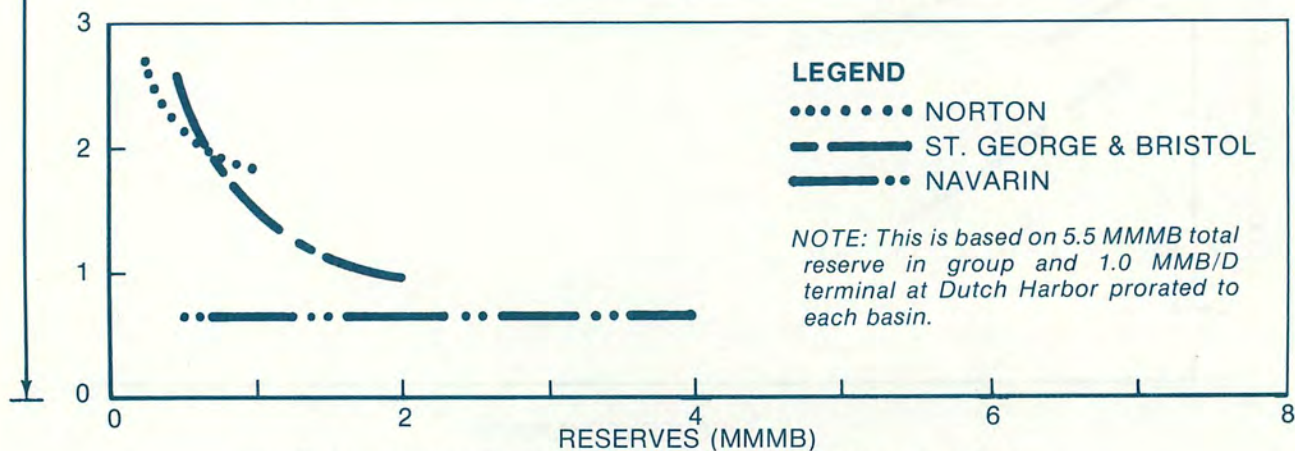 3
2
1
0
LEGEND
NORTON
ST. GEORGE & BRISTOL
NAVARIN
NOTE: This is based on 5.5 MMMB total
reserve in group and 1.0 MMB/D
terminal at Dutch Harbor prorated to
each basin.
0 2 4 6 8
RESERVES (MMMB)